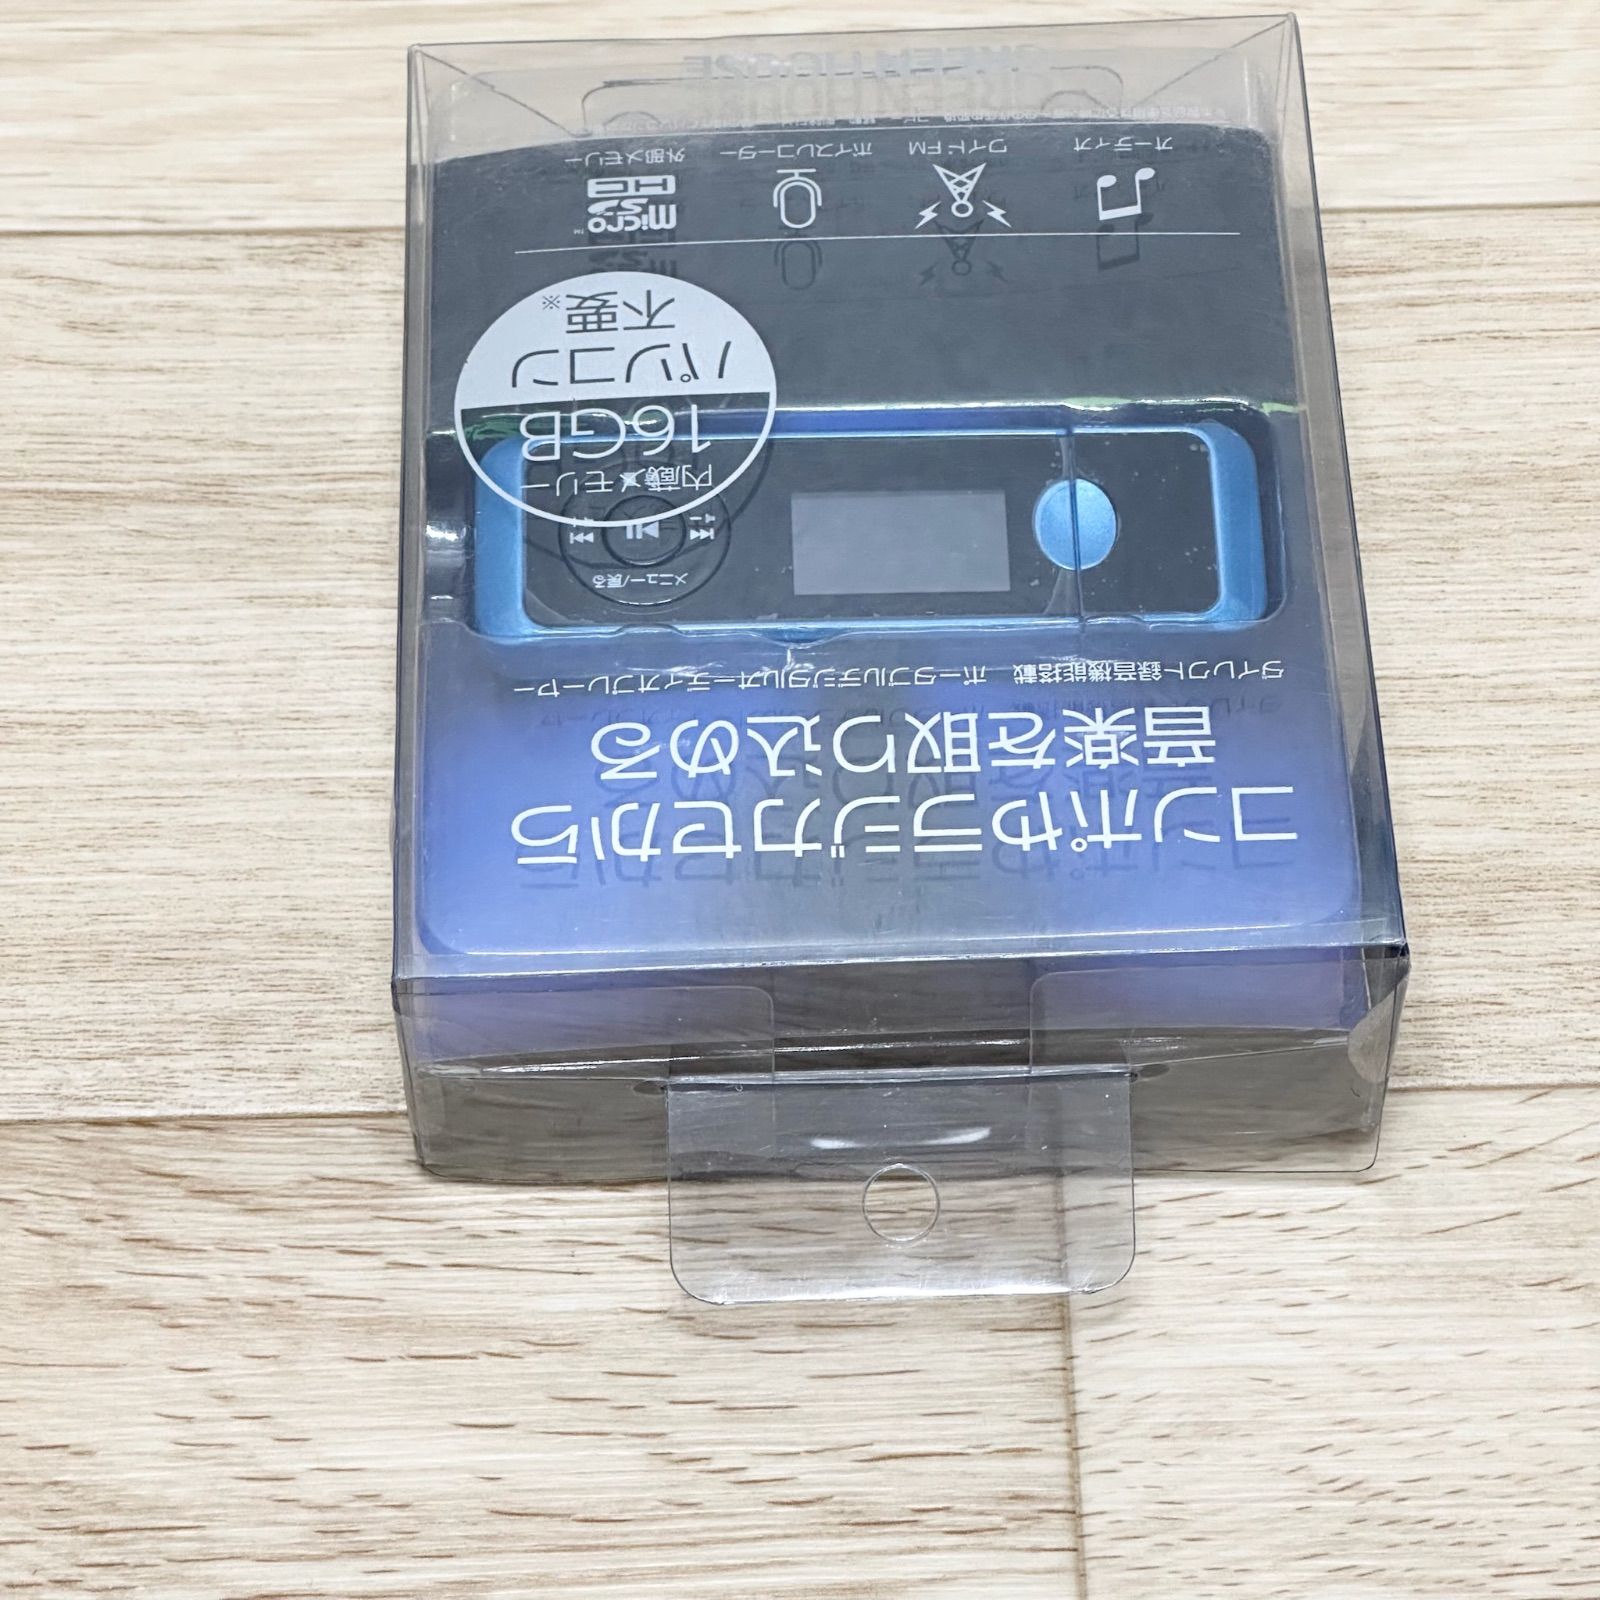 コンポやラジカセから
音楽を取り込める
ダイレクト録音機能搭載 ポータブルデジタルオーディオプレーヤー
メニュー/戻る
内蔵メモリー
16GB
パソコン
不要※
オーディオ
ワイドFM
ボイスレコーダー
micro
SD
HC
外部メモリー
GREEN HOUSE